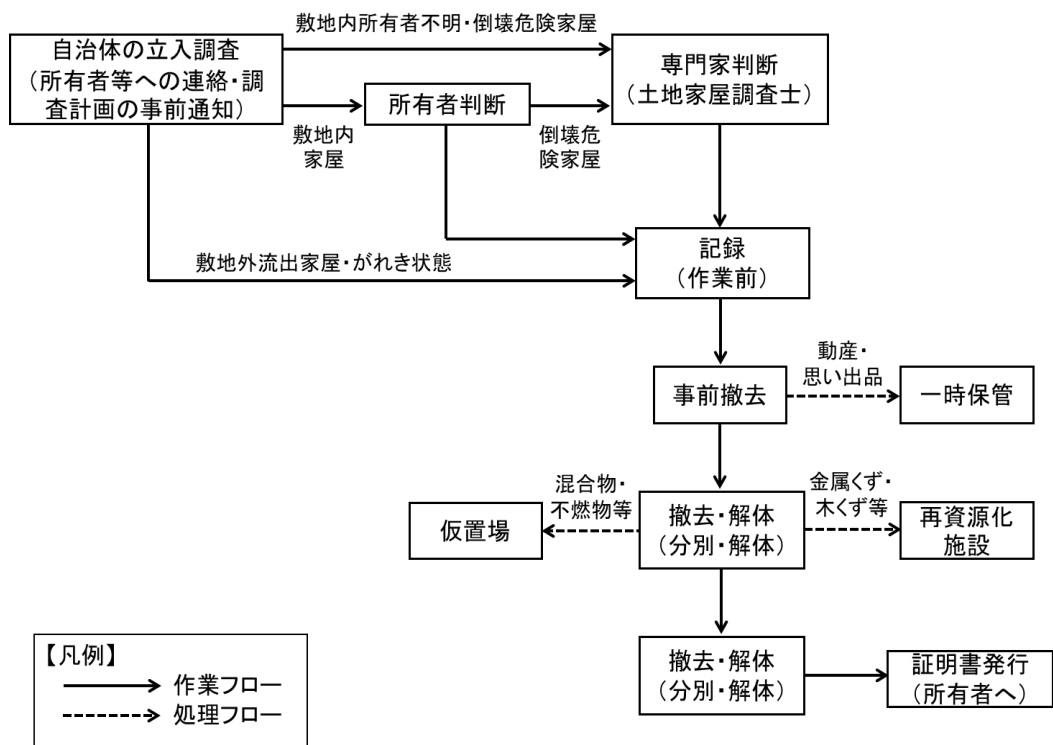 敷地内所有者不明・倒壊危険家屋
自治体の立入調査
(所有者等への連絡・調
査計画の事前通知)
所有者判断
専門家判断
(土地家屋調査士)
敷地内
家屋
倒壊危
険家屋
敷地外流出家屋・がれき状態
記録
(作業前)
事前撤去
動産・
思い出品
一時保管
混合物・
不燃物等
仮置場
撤去・解体
(分別・解体)
金属くず・
木くず等
再資源化
施設
撤去・解体
(分別・解体)
証明書発行
(所有者へ)
【凡例】
作業フロー
処理フロー